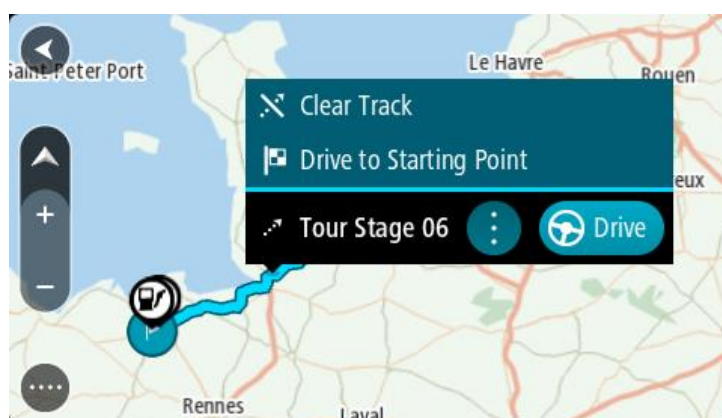 Le Havre
Saint Peter Port
Rouen
Clear Track
Drive to Starting Point
eux
Tour Stage 06
Drive
Rennes
Laval